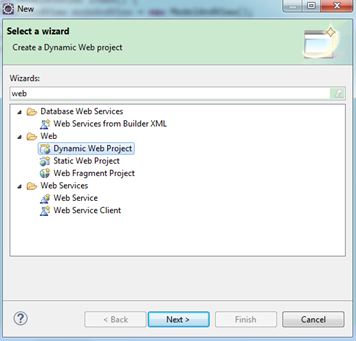 New
Select a wizard
Create a Dynamic Web project
Wizards:
web
Database Web Services
Web Services from Builder XML
Web
Dynamic Web Project
Static Web Project
Web Fragment Project
Web Services
Web Service
Web Service Client
< Back
Next >
Finish
Cancel